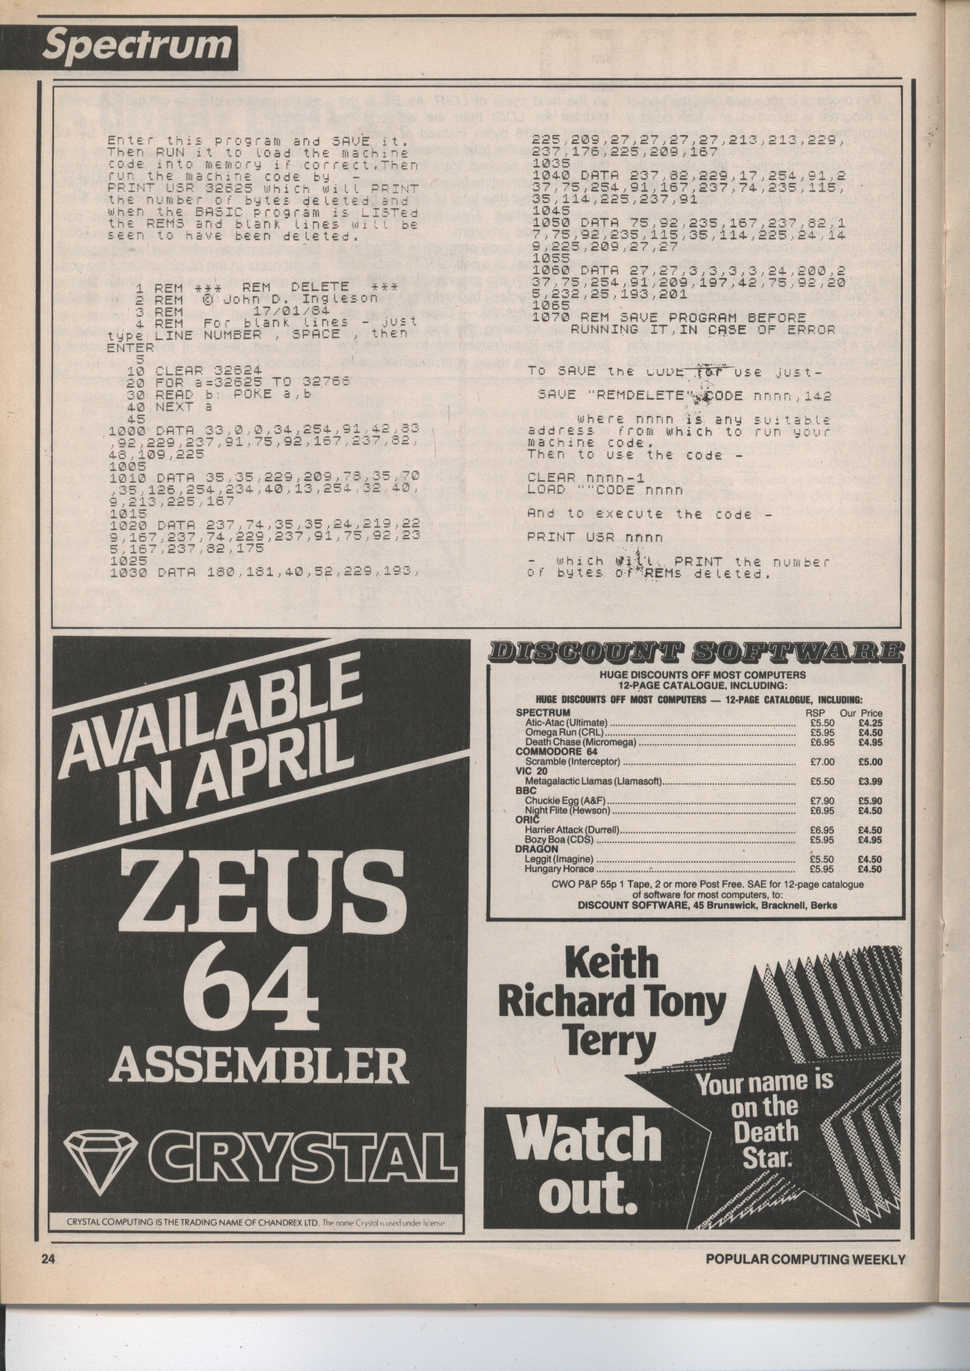 Spectrum
Enter this program and SAVE it.
Then RUN it to load the machine
code into memory if correct.Then
run the machine code by  -
PRINT USR 32625 which will PRINT
the number of bytes deleted,and
when the BASIC program is LISTed
the REMS and blank lines will be
seen to have been deleted.
1 REM *** REM DELETE ***
2 REM © John D. Ingleson
3 REM 17/01/84
4 REM For blank lines - just
type LINE NUMBER , SPACE , then
ENTER
5
10 CLEAR 32624
20 FOR a=32625 TO 32766
30 READ b: POKE a,b
40 NEXT a
45
1000 DATA 33,0,0,34,254,91,42,83
,92,229,237,91,75,92,167,237,82,
48,109,225
1005
1010 DATA 35,35,229,209,78,35,70
,35,126,254,234,40,13,254,32,40,
9,213,225,167
1015
1020 DATA 237,74,35,35,24,219,22
9,167,237,74,229,237,91,75,92,23
5,167,237,82,175
1025
1030 DATA 180,181,40,52,229,193,
225,209,27,27,27,27,213,213,229,
237,176,225,209,167
1035
1040 DATA 237,82,229,17,254,91,2
37,75,254,91,167,237,74,235,115,
35,114,225,237,91
1045
1050 DATA 75,92,235,167,237,82,1
7,75,92,235,115,35,114,225,24,14
9,225,209,27,27
1055
1060 DATA 27,27,3,3,3,3,24,200,2
37,75,254,91,209,197,42,75,92,20
5,232,25,193,201
1065
1070 REM SAVE PROGRAM BEFORE
RUNNING IT,IN CASE OF ERROR
To SAVE the CODE for use just-
SAVE "REMDELETE" CODE nnnn,142
where nnnn is any suitable
address from which to run your
machine code.
Then to use the code -
CLEAR nnnn-1
LOAD ""CODE nnnn
And to execute the code -
PRINT USR nnnn
- which will PRINT the number
of bytes of REMs deleted.
AVAILABLE
IN APRIL
ZEUS
64
ASSEMBLER
CRYSTAL
CRYSTAL COMPUTING IS THE TRADING NAME OF CHANDREX LTD. The name Crystal is used under license
DISCOUNT SOFTWARE
HUGE DISCOUNTS OFF MOST COMPUTERS
12-PAGE CATALOGUE, INCLUDING:
HUGE DISCOUNTS OFF MOST COMPUTERS — 12-PAGE CATALOGUE, INCLUDING:
SPECTRUM RSP Our Price
Atic-Atac (Ultimate) £5.50 £4.25
Omega Run (CRL) £5.95 £4.50
Death Chase (Micromega) £6.95 £4.95
COMMODORE 64
Scramble (Interceptor) £7.00 £5.00
VIC 20
Metagalactic Llamas (Llamasoft) £5.50 £3.99
BBC
Chuckie Egg (A&F) £7.90 £5.90
Night Flite (Hewson) £6.95 £4.50
ORIC
Harrier Attack (Durrell) £6.95 £4.50
Bozy Boa (CDS) £5.95 £4.95
DRAGON
Leggit (Imagine) £5.50 £4.50
Hungary Horace £5.95 £4.50
CWO P&P 55p 1 Tape, 2 or more Post Free. SAE for 12-page catalogue
of software for most computers, to:
DISCOUNT SOFTWARE, 45 Brunswick, Bracknell, Berks
Keith
Richard Tony
Terry
Your name is
on the
Death
Star.
Watch
out.
24
POPULAR COMPUTING WEEKLY